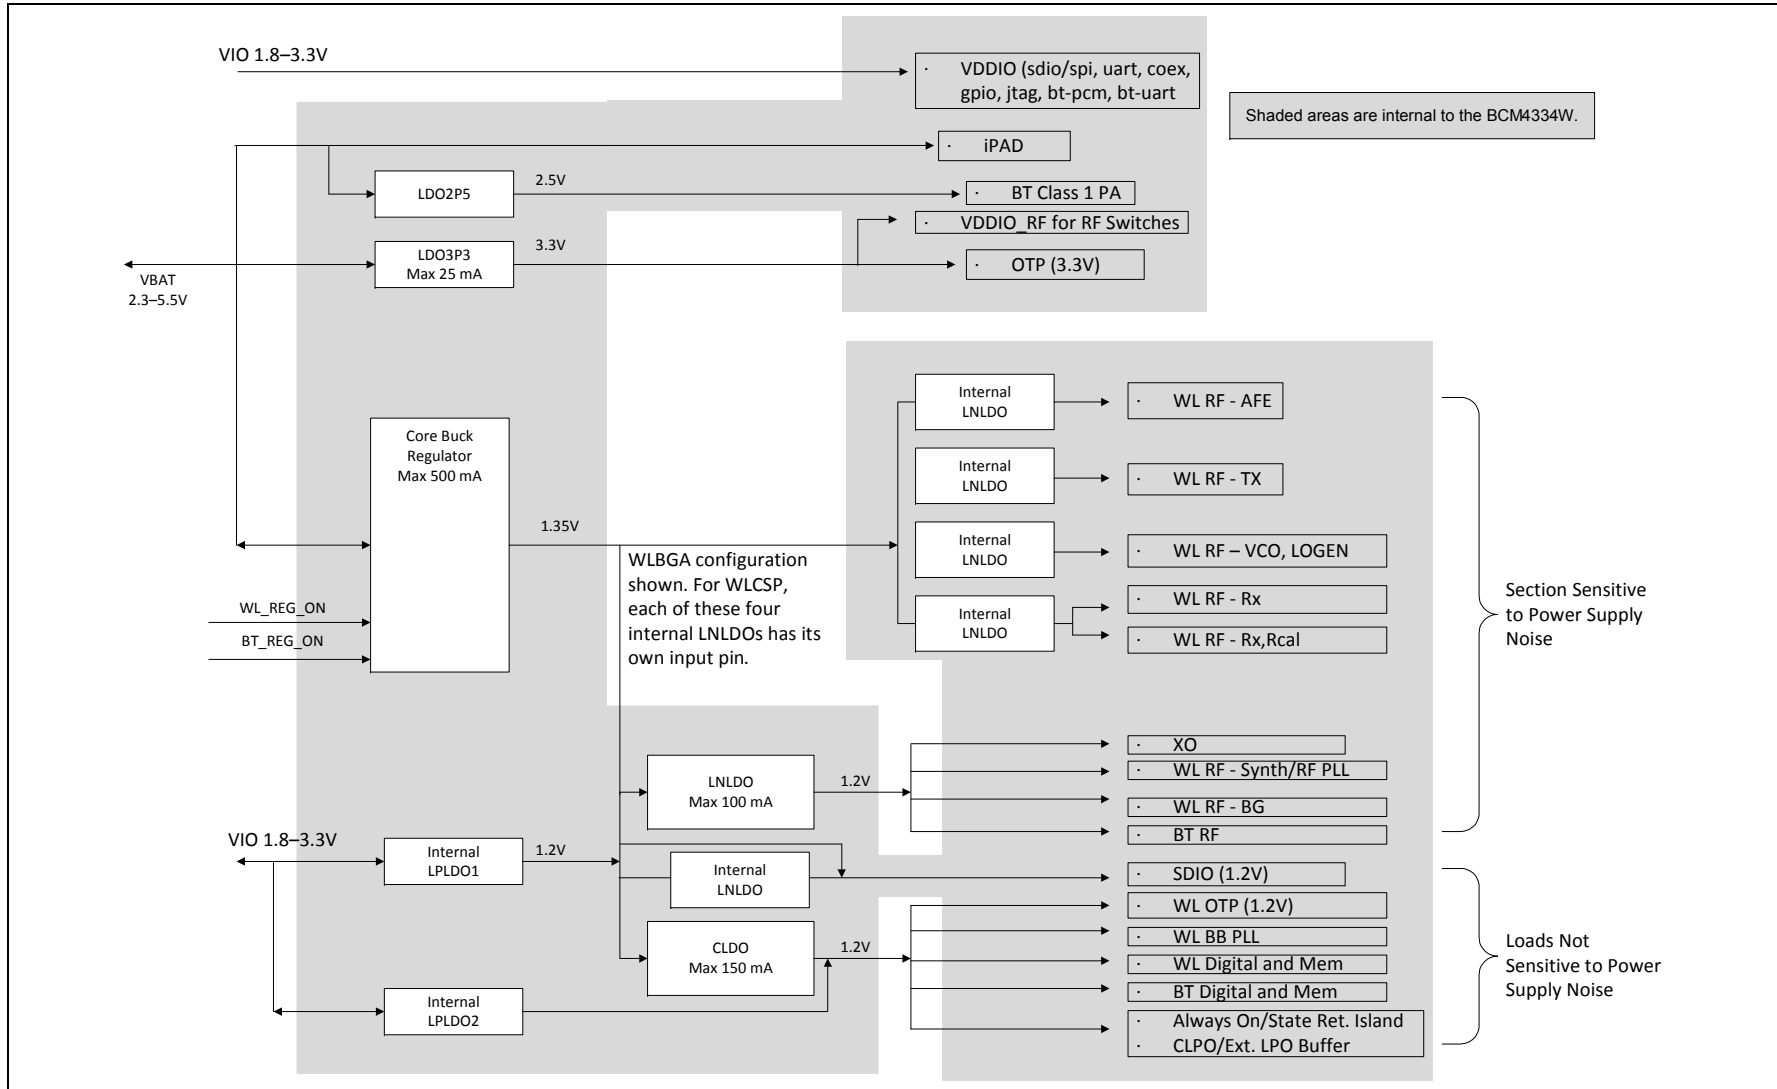 VIO 1.8–3.3V
· VDDIO (sdio/spi, uart, coex,
gpio, jtag, bt-pcm, bt-uart
Shaded areas are internal to the BCM4334W.
· iPAD
LDO2P5
2.5V
· BT Class 1 PA
· VDDIO_RF for RF Switches
LDO3P3
Max 25 mA
3.3V
· OTP (3.3V)
VBAT
2.3–5.5V
Internal
LNLDO
· WL RF - AFE
Core Buck
Regulator
Max 500 mA
Internal
LNLDO
· WL RF - TX
1.35V
Internal
LNLDO
· WL RF – VCO, LOGEN
WLBGA configuration
shown. For WLCSP,
each of these four
internal LNLDOs has its
own input pin.
Internal
LNLDO
· WL RF - Rx
· WL RF - Rx,Rcal
WL_REG_ON
BT_REG_ON
Section Sensitive
to Power Supply
Noise
LNLDO
Max 100 mA
1.2V
· XO
· WL RF - Synth/RF PLL
· WL RF - BG
· BT RF
VIO 1.8–3.3V
Internal
LPLDO1
1.2V
Internal
LNLDO
· SDIO (1.2V)
· WL OTP (1.2V)
CLDO
Max 150 mA
1.2V
· WL BB PLL
· WL Digital and Mem
· BT Digital and Mem
Internal
LPLDO2
· Always On/State Ret. Island
· CLPO/Ext. LPO Buffer
Loads Not
Sensitive to Power
Supply Noise